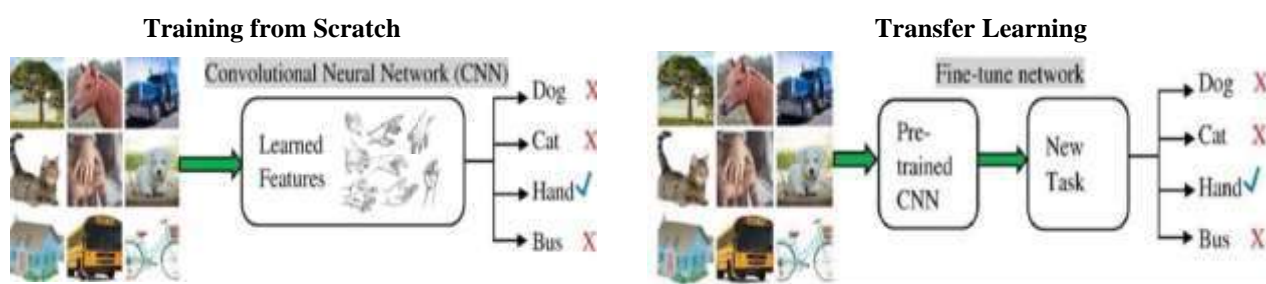 Training from Scratch
Convolutional Neural Network (CNN)
Learned
Features
Dog X
Cat X
Hand ✓
Bus X
Transfer Learning
Fine-tune network
Pre-
trained
CNN
New
Task
Dog X
Cat X
Hand ✓
Bus X